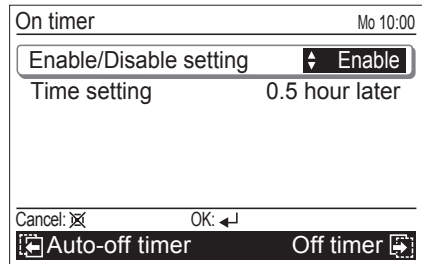 On timer Mo 10:00
Enable/Disable setting Enable
Time setting 0.5 hour later
Cancel: OK:
Auto-off timer Off timer